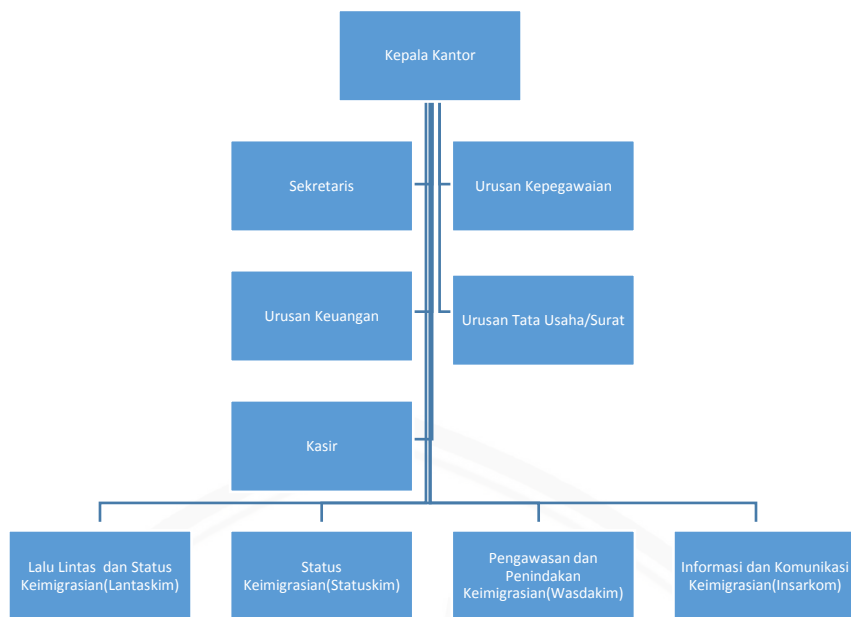 Kepala Kantor
Sekretaris
Urusan Kepegawaian
Urusan Keuangan
Urusan Tata Usaha/Surat
Kasir
Lalu Lintas  dan Status
Keimigrasian(Lantaskim)
Status
Keimigrasian(Statuskim)
Pengawasan dan
Penindakan
Keimigrasian(Wasdakim)
Informasi dan Komunikasi
Keimigrasian(Insarkom)